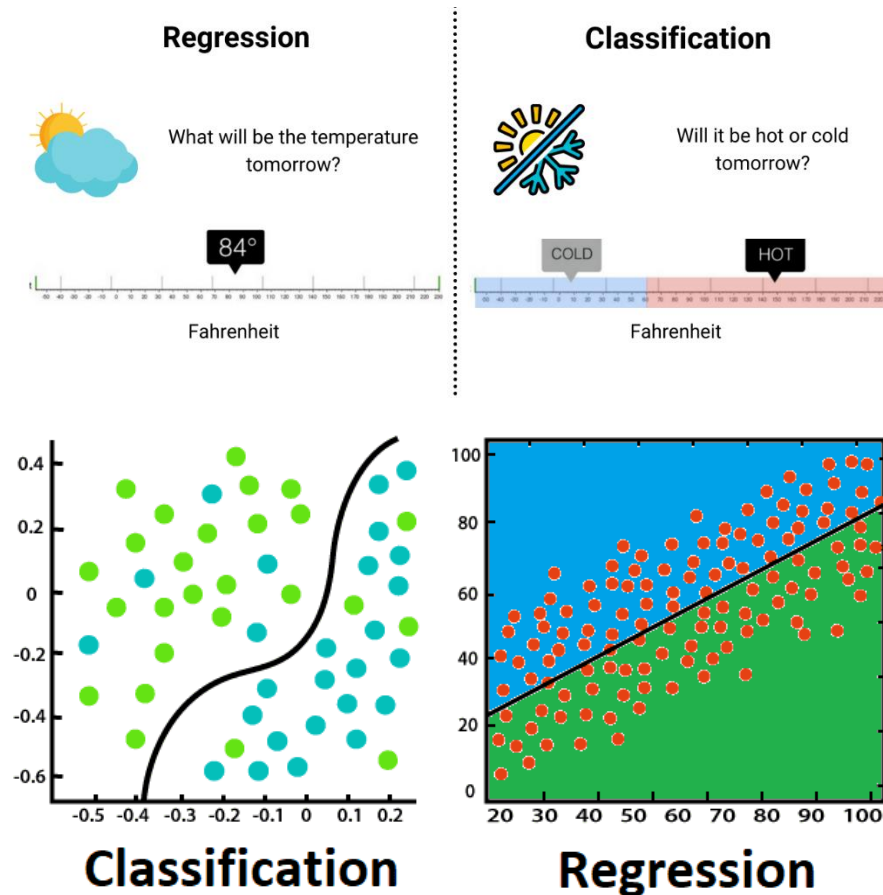 Regression
Classification
What will be the temperature
tomorrow?
Will it be hot or cold
tomorrow?
84°
COLD
HOT
Fahrenheit
Fahrenheit
0.4
0.2
0
-0.2
-0.4
-0.6
-0.5 -0.4 -0.3 -0.2 -0.1 0 0.1 0.2
Classification
100
80
60
40
20
0
20 30 40 50 60 70 80 90 100
Regression